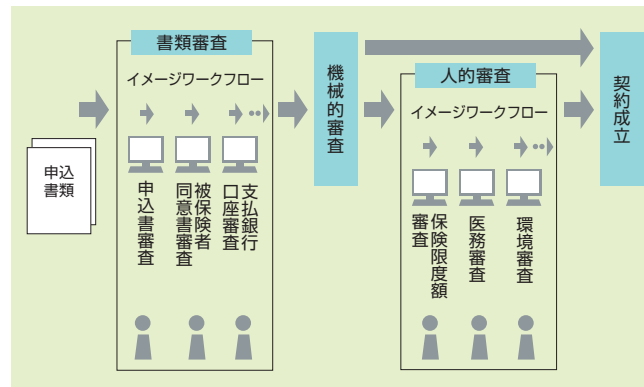 申込
書類
書類審査
イメージワークフロー
申込書審査
被保険者
同意書審査
支払銀行
口座審査
機械的審査
人的審査
イメージワークフロー
保険限度額
審査
医務審査
環境審査
契約成立